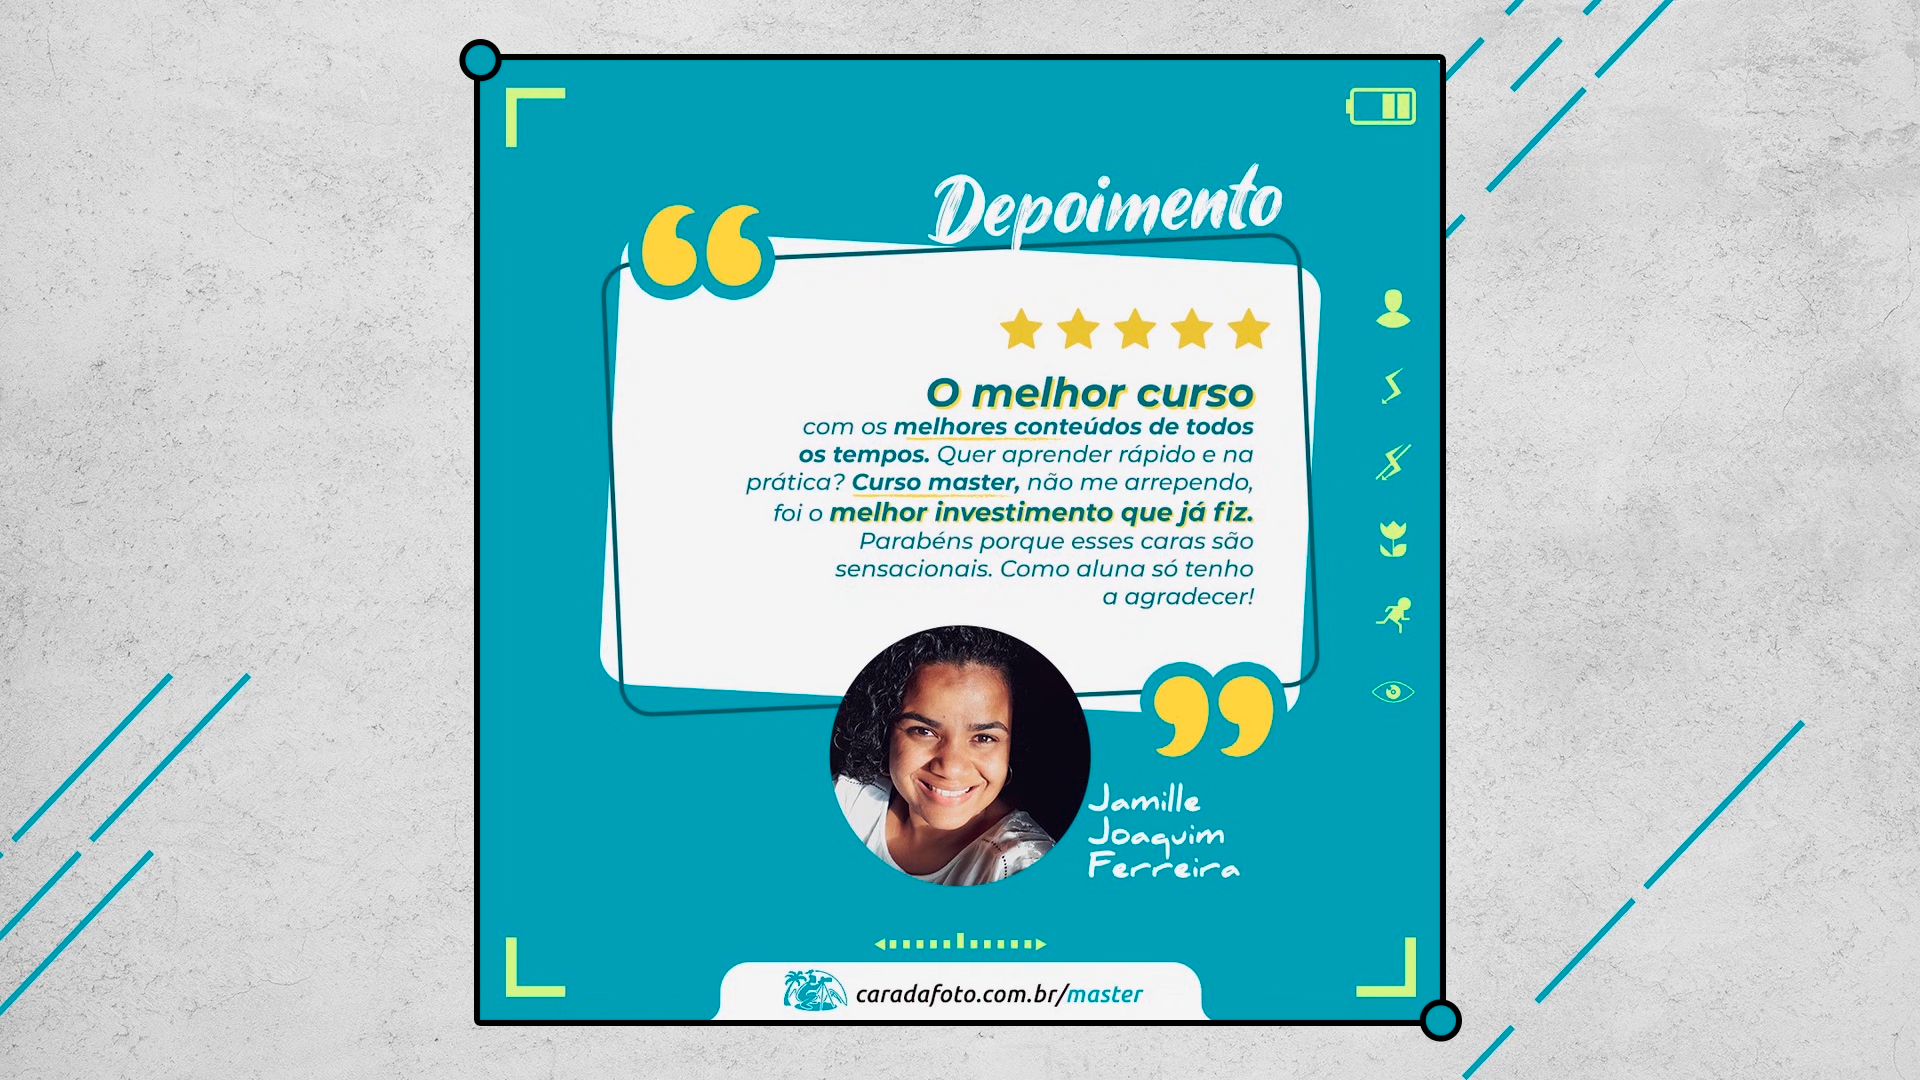 Depoimento
O melhor curso
com os melhores conteúdos de todos
os tempos. Quer aprender rápido e na
prática? Curso master, não me arrependo,
foi o melhor investimento que já fiz.
Parabéns porque esses caras são
sensacionais. Como aluna só tenho
a agradecer!
Jamille
Joaquim
Ferreira
caradafoto.com.br/master